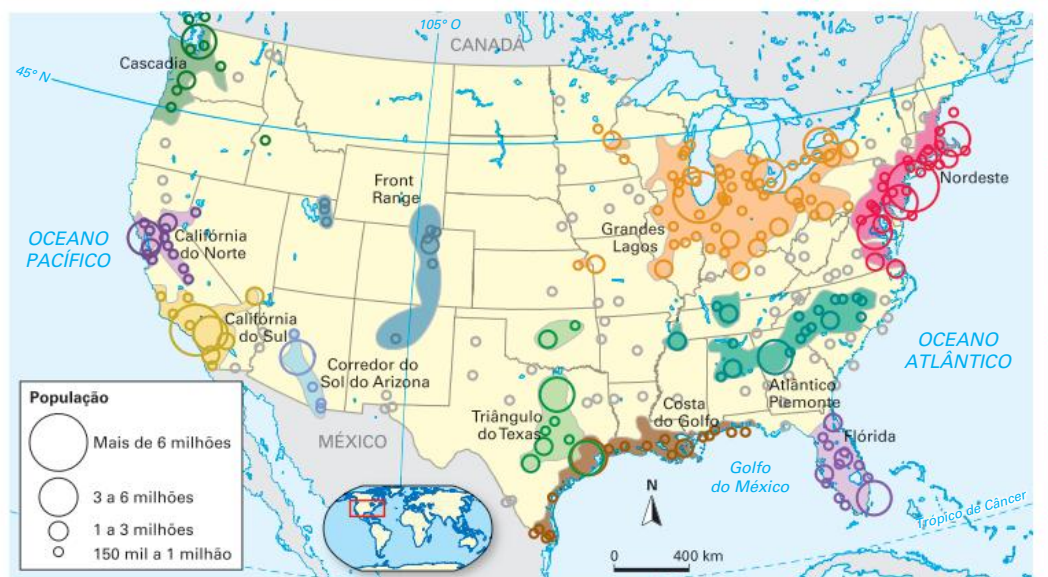 105° O
CANADÁ
Cascadia
45° N
Front
Range
Nordeste
OCEANO
PACÍFICO
Califórnia
do Norte
Grandes
Lagos
Califórnia
do Sul
OCEANO
ATLÂNTICO
Corredor do
Sol do Arizona
Atlântico
Piemonte
População
Mais de 6 milhões
3 a 6 milhões
1 a 3 milhões
150 mil a 1 milhão
MÉXICO
Triângulo
do Texas
Costa
do Golfo
Flórida
Golfo
do México
N
Trópico de Câncer
0 400 km